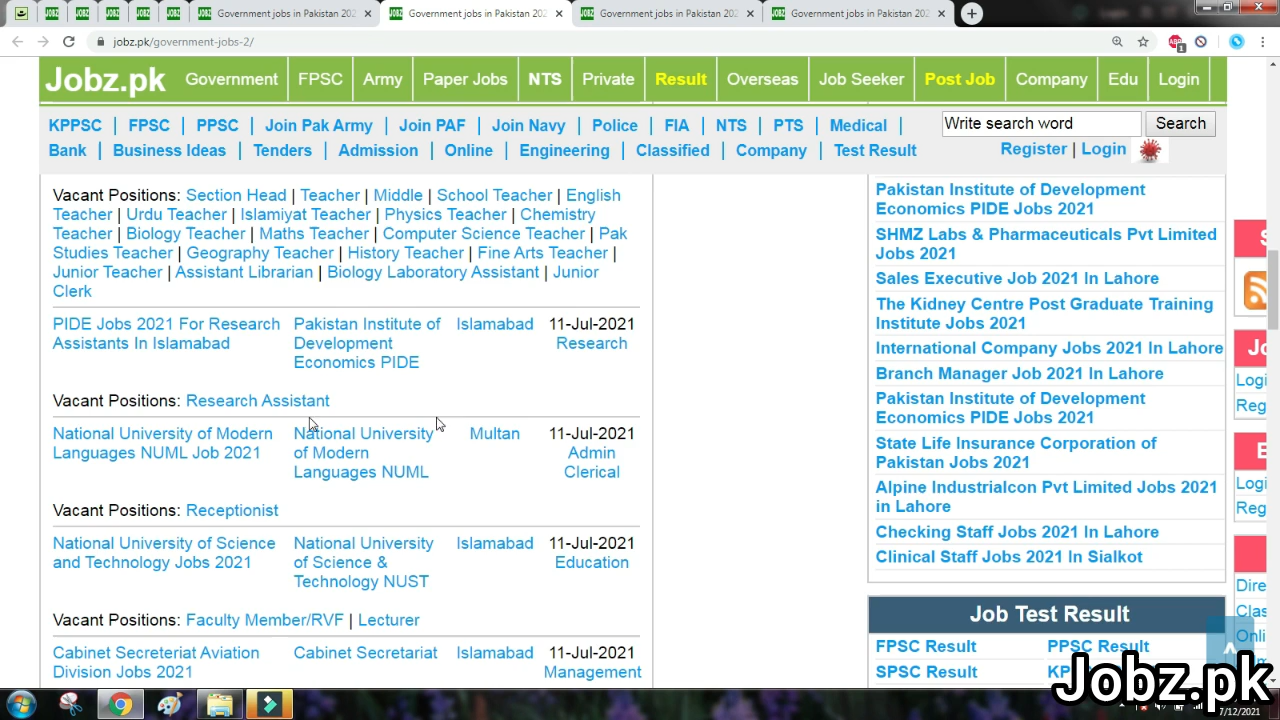 Government jobs in Pakistan 202
Government jobs in Pakistan 202
Government jobs in Pakistan 202
Government jobs in Pakistan 202
jobz.pk/government-jobs-2/
Jobz.pk Government FPSC Army Paper Jobs NTS Private Result Overseas Job Seeker Post Job Company Edu Login
KPPSC | FPSC | PPSC | Join Pak Army | Join PAF | Join Navy | Police | FIA | NTS | PTS | Medical |
Bank | Business Ideas | Tenders | Admission | Online | Engineering | Classified | Company | Test Result
Write search word Search
Register | Login
Vacant Positions: Section Head | Teacher | Middle | School Teacher | English
Teacher | Urdu Teacher | Islamiyat Teacher | Physics Teacher | Chemistry
Teacher | Biology Teacher | Maths Teacher | Computer Science Teacher | Pak
Studies Teacher | Geography Teacher | History Teacher | Fine Arts Teacher |
Junior Teacher | Assistant Librarian | Biology Laboratory Assistant | Junior
Clerk
PIDE Jobs 2021 For Research Pakistan Institute of Islamabad 11-Jul-2021
Assistants In Islamabad Development Research
Economics PIDE
Vacant Positions: Research Assistant
National University of Modern National University Multan 11-Jul-2021
Languages NUML Job 2021 of Modern Admin
Languages NUML Clerical
Vacant Positions: Receptionist
National University of Science National University Islamabad 11-Jul-2021
and Technology Jobs 2021 of Science & Education
Technology NUST
Vacant Positions: Faculty Member/RVF | Lecturer
Cabinet Secreteriat Aviation Cabinet Secretariat Islamabad 11-Jul-2021
Division Jobs 2021 Management
Pakistan Institute of Development
Economics PIDE Jobs 2021
SHMZ Labs & Pharmaceuticals Pvt Limited
Jobs 2021
Sales Executive Job 2021 In Lahore
The Kidney Centre Post Graduate Training
Institute Jobs 2021
International Company Jobs 2021 In Lahore
Branch Manager Job 2021 In Lahore
Pakistan Institute of Development
Economics PIDE Jobs 2021
State Life Insurance Corporation of
Pakistan Jobs 2021
Alpine Industrialcon Pvt Limited Jobs 2021
in Lahore
Checking Staff Jobs 2021 In Lahore
Clinical Staff Jobs 2021 In Sialkot
Job Test Result
FPSC Result PPSC Result
SPSC Result
S
Jo
Logi
Reg
E
Logi
Reg
Dire
Clas
Onli
Jobz.pk
7/12/2021